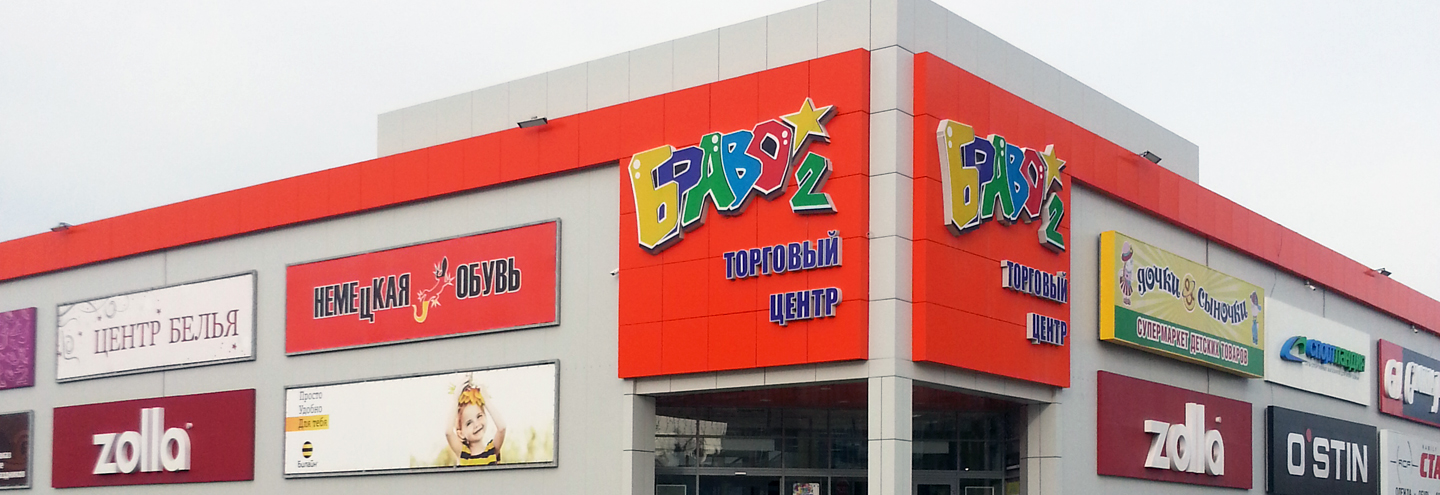 БРАВО
2
ТОРГОВЫЙ
ЦЕНТР
БРАВО
2
ТОРГОВЫЙ
ЦЕНТР
ЦЕНТР БЕЛЬЯ
НЕМЕЦКАЯ ОБУВЬ
zolla
Просто
Удобно
Для тебя
Билайн
ДОЧКИ & СЫНОЧКИ
СУПЕРМАРКЕТ ДЕТСКИХ ТОВАРОВ
zolla
O'STIN